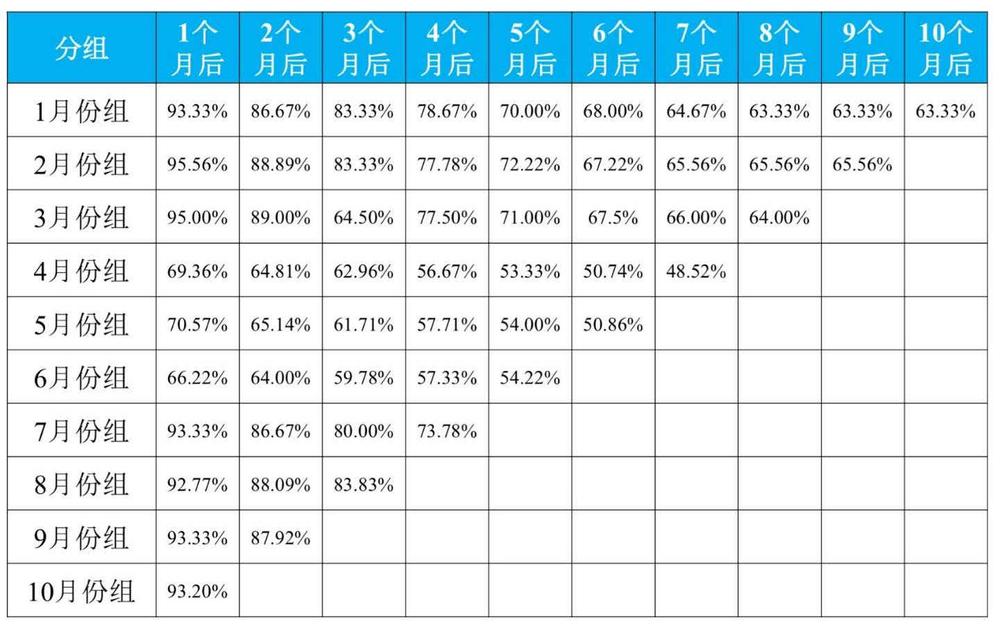 分组 1个月后 2个月后 3个月后 4个月后 5个月后 6个月后 7个月后 8个月后 9个月后 10个月后
1月份组 93.33% 86.67% 83.33% 78.67% 70.00% 68.00% 64.67% 63.33% 63.33% 63.33%
2月份组 95.56% 88.89% 83.33% 77.78% 72.22% 67.22% 65.56% 65.56% 65.56%
3月份组 95.00% 89.00% 64.50% 77.50% 71.00% 67.5% 66.00% 64.00%
4月份组 69.36% 64.81% 62.96% 56.67% 53.33% 50.74% 48.52%
5月份组 70.57% 65.14% 61.71% 57.71% 54.00% 50.86%
6月份组 66.22% 64.00% 59.78% 57.33% 54.22%
7月份组 93.33% 86.67% 80.00% 73.78%
8月份组 92.77% 88.09% 83.83%
9月份组 93.33% 87.92%
10月份组 93.20%